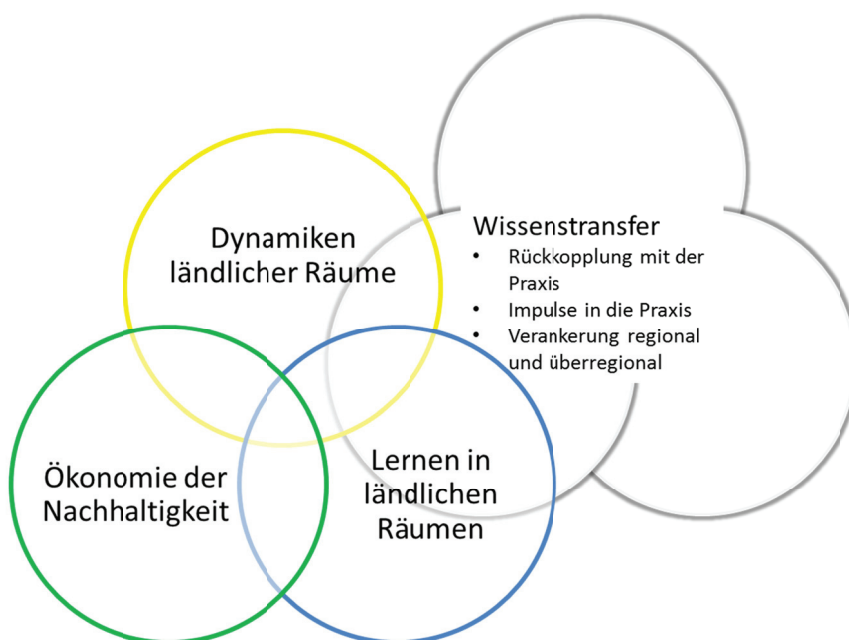 Dynamiken
ländlicher Räume
Wissenstransfer
• Rückkopplung mit der
Praxis
• Impulse in die Praxis
• Verankerung regional
und überregional
Ökonomie der
Nachhaltigkeit
Lernen in
ländlichen
Räumen